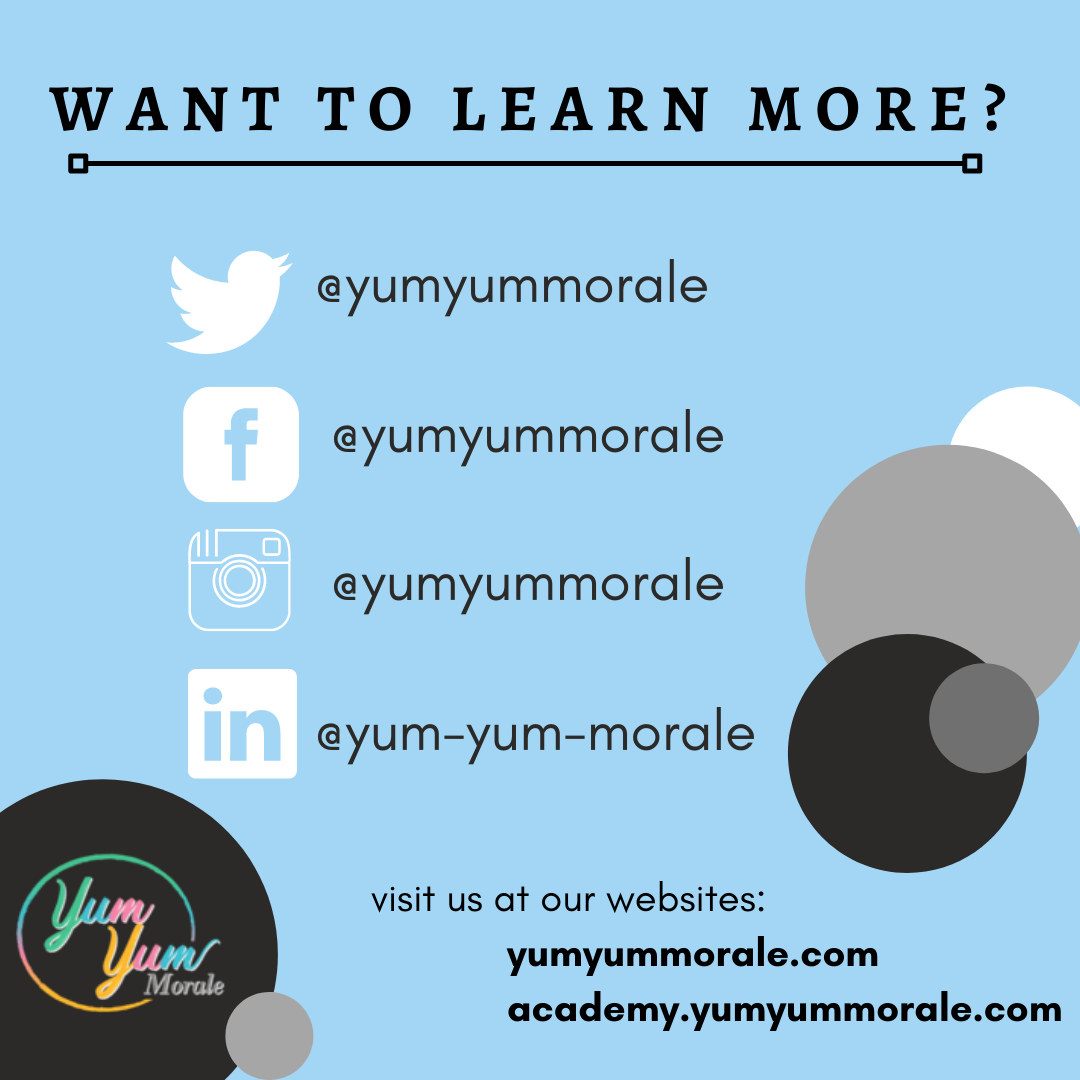 WANT TO LEARN MORE?
@yumyummorale
@yumyummorale
@yumyummorale
in @yum-yum-morale
visit us at our websites:
yumyummorale.com
academy.yumyummorale.com
Yum
Yum
Morale